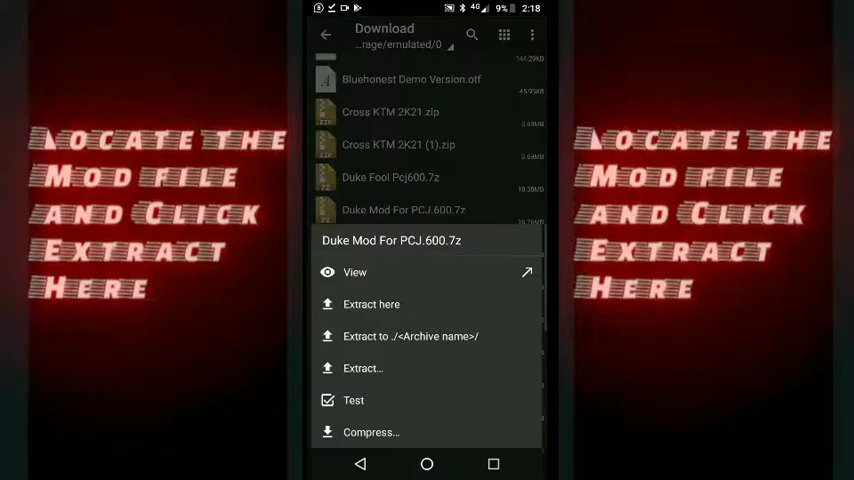 9% 2:18
Download
...rage/emulated/0
144.29KB
Bluehonest Demo Version.otf
45.93KB
Cross KTM 2K21.zip
3.69MB
Cross KTM 2K21 (1).zip
3.69MB
Duke Fool Pcj600.7z
10.38MB
Duke Mod For PCJ.600.7z
Duke Mod For PCJ.600.7z
View
Extract here
Extract to ./<Archive name>/
Extract...
Test
Compress...
Locate the
Mod file
and Click
Extract
Here
Locate the
Mod file
and Click
Extract
Here